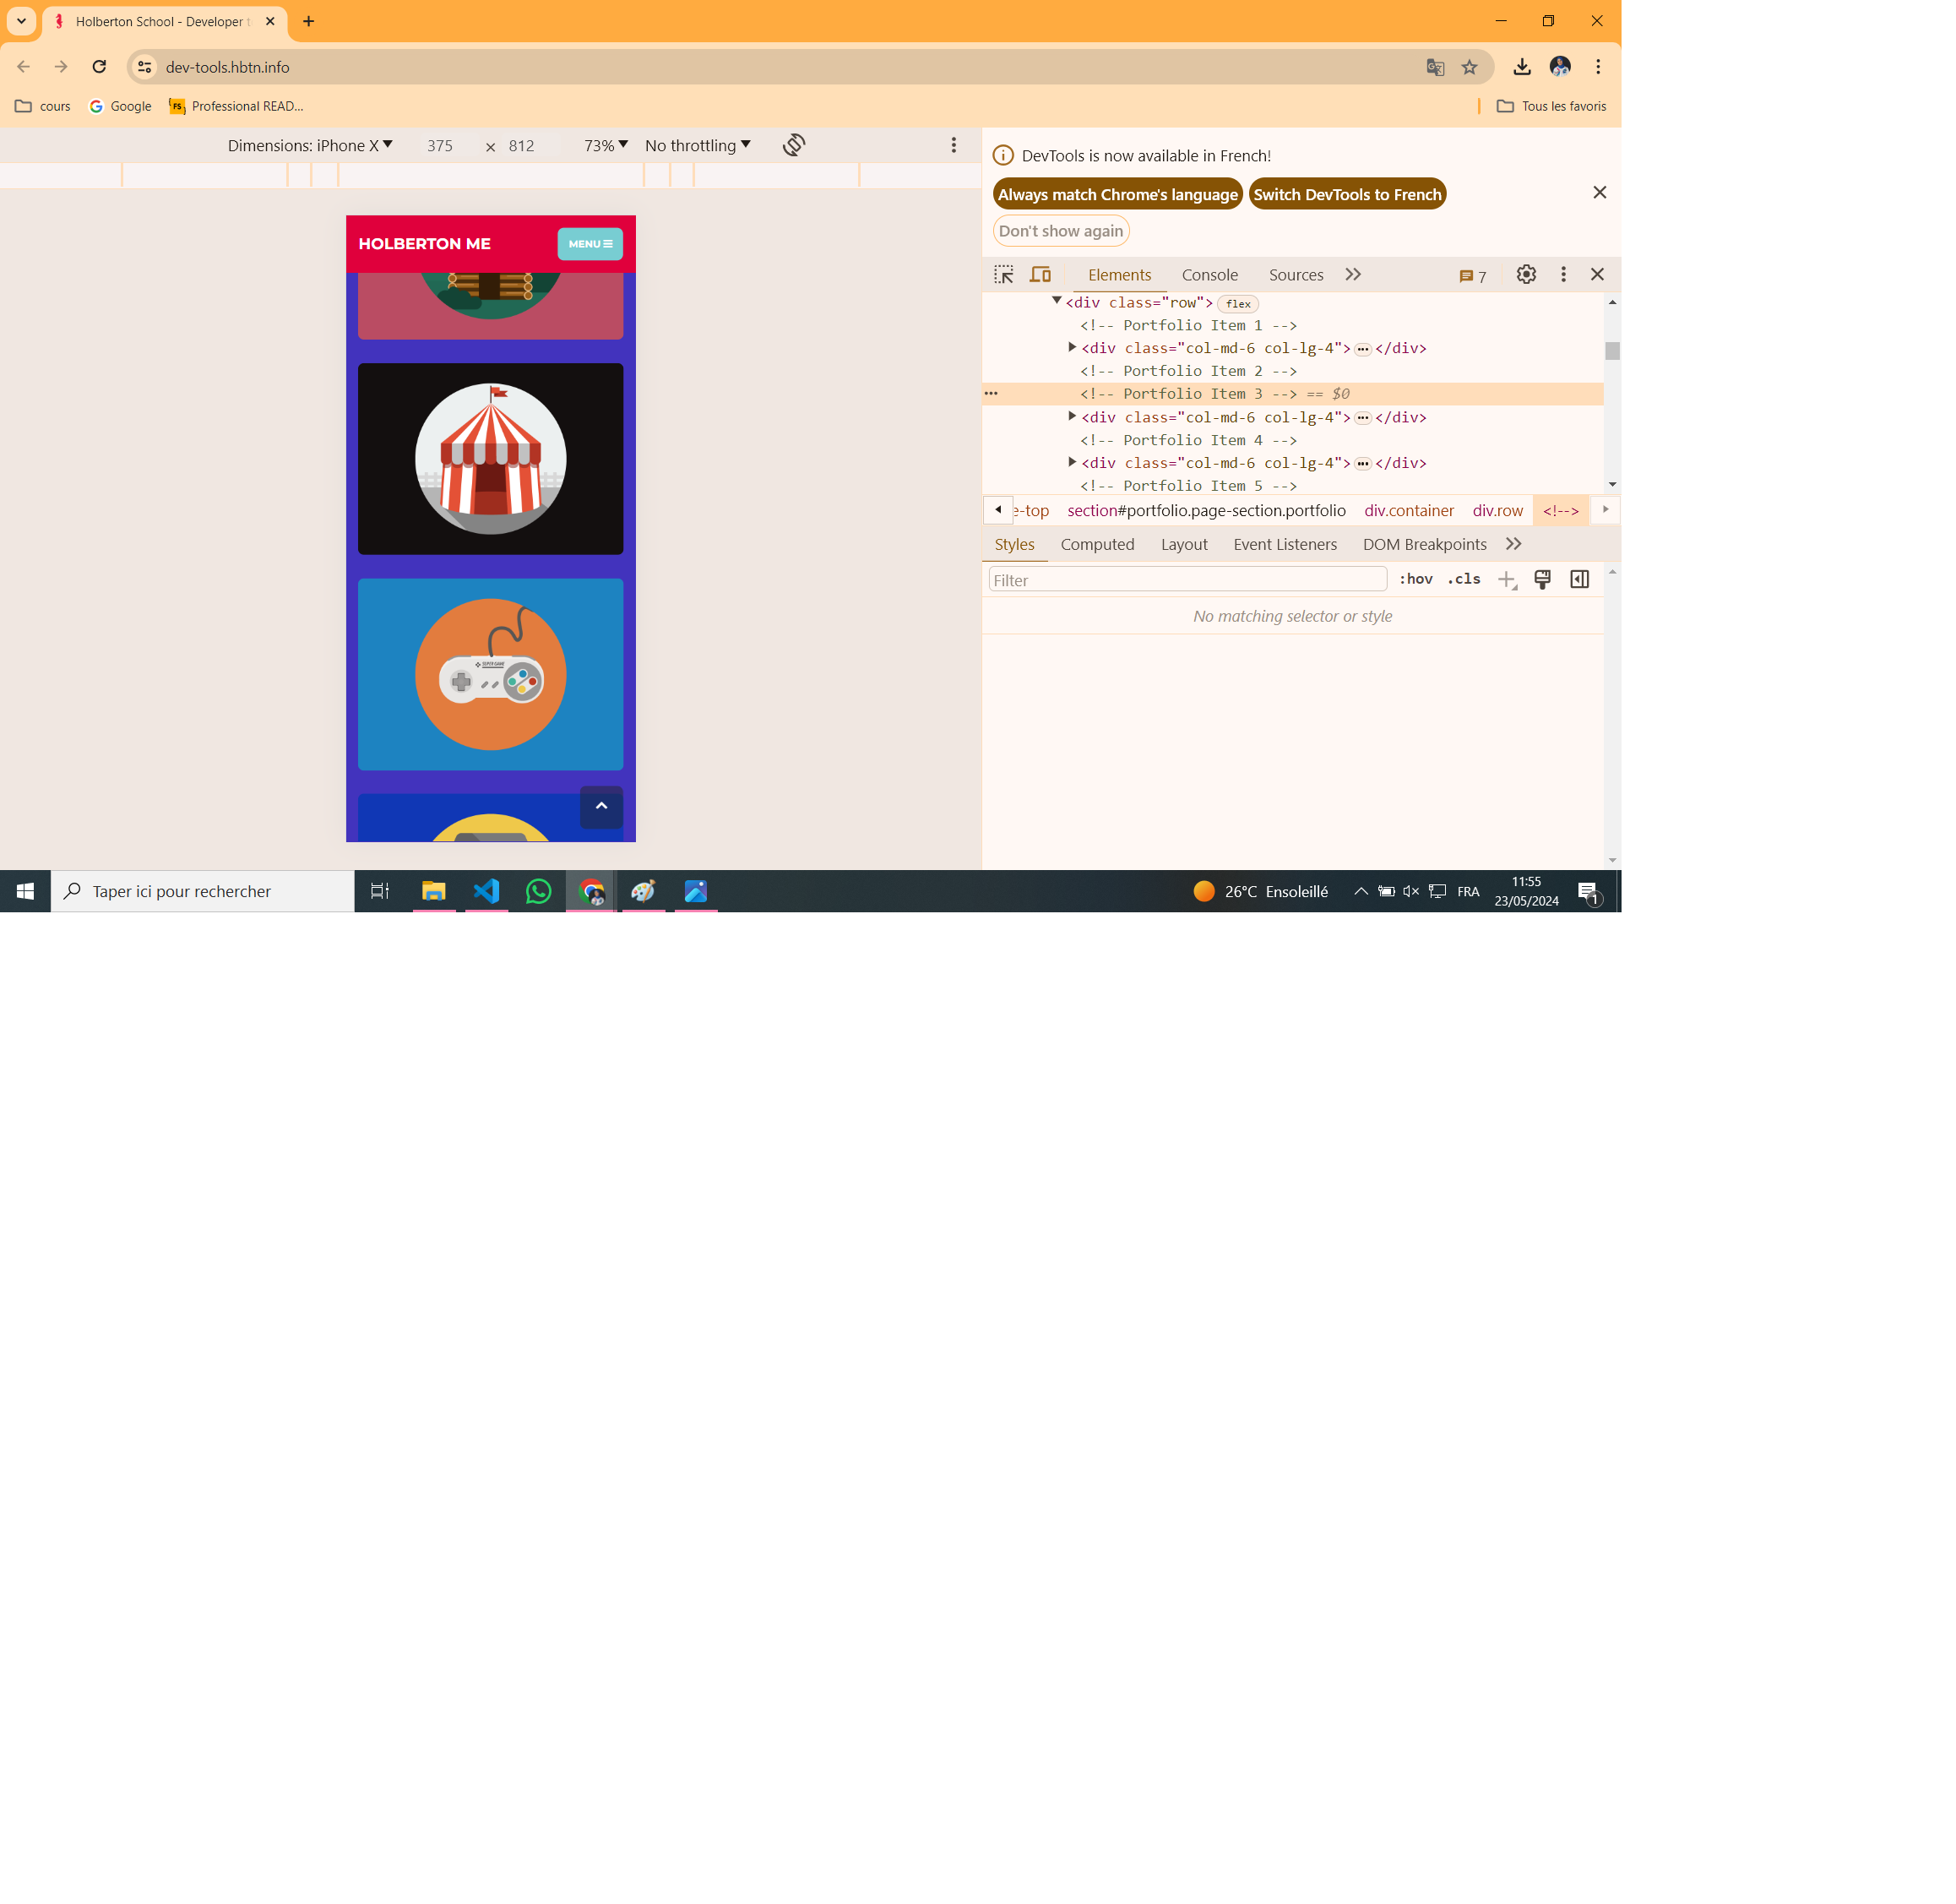 Holberton School - Developer t
dev-tools.hbtn.info
cours
Google
Professional READ...
Tous les favoris
Dimensions: iPhone X 375 × 812 73% No throttling
DevTools is now available in French!
Always match Chrome's language
Switch DevTools to French
Don't show again
HOLBERTON ME
MENU
SUPER GAME
Elements Console Sources 7
<div class="row"> flex
<!-- Portfolio Item 1 -->
<div class="col-md-6 col-lg-4"> ••• </div>
<!-- Portfolio Item 2 -->
<!-- Portfolio Item 3 --> == $0
<div class="col-md-6 col-lg-4"> ••• </div>
<!-- Portfolio Item 4 -->
<div class="col-md-6 col-lg-4"> ••• </div>
<!-- Portfolio Item 5 -->
e-top section#portfolio.page-section.portfolio div.container div.row <!-->
Styles Computed Layout Event Listeners DOM Breakpoints
Filter :hov .cls
No matching selector or style
Taper ici pour rechercher
26°C Ensoleillé
FRA
11:55
23/05/2024
1